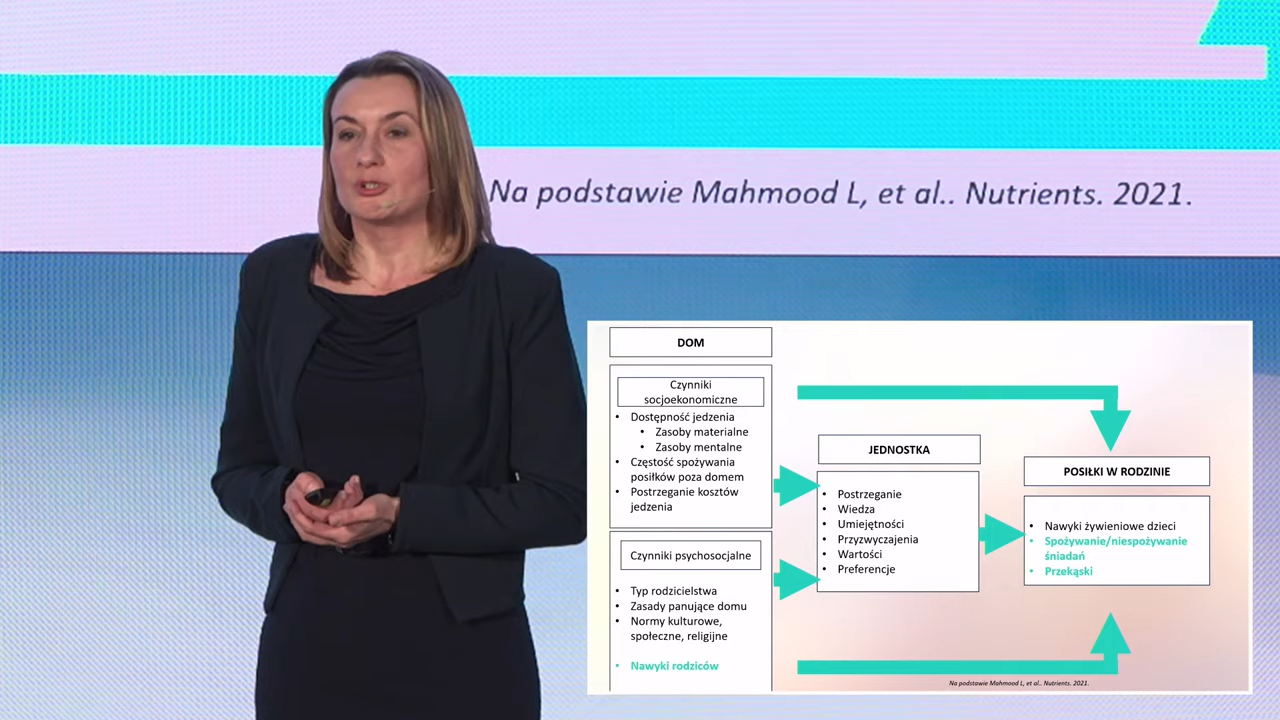 Na podstawie Mahmood L, et al.. Nutrients. 2021.
DOM
Czynniki
socjoekonomiczne
• Dostępność jedzenia
• Zasoby materialne
• Zasoby mentalne
• Częstość spożywania
posiłków poza domem
• Postrzeganie kosztów
jedzenia
Czynniki psychosocjalne
• Typ rodzicielstwa
• Zasady panujące domu
• Normy kulturowe,
społeczne, religijne
• Nawyki rodziców
JEDNOSTKA
• Postrzeganie
• Wiedza
• Umiejętności
• Przyzwyczajenia
• Wartości
• Preferencje
POSIŁKI W RODZINIE
• Nawyki żywieniowe dzieci
• Spożywanie/niespożywanie
śniadań
• Przekąski
Na podstawie Mahmood L, et al.. Nutrients. 2021.